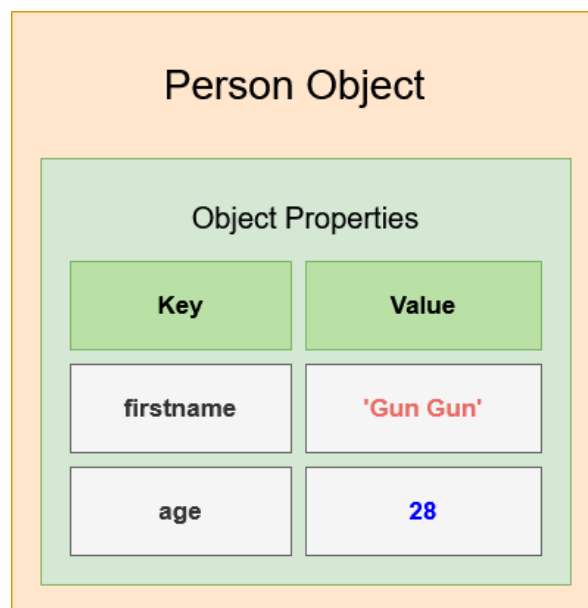 Person Object
Object Properties
Key Value
firstname 'Gun Gun'
age 28